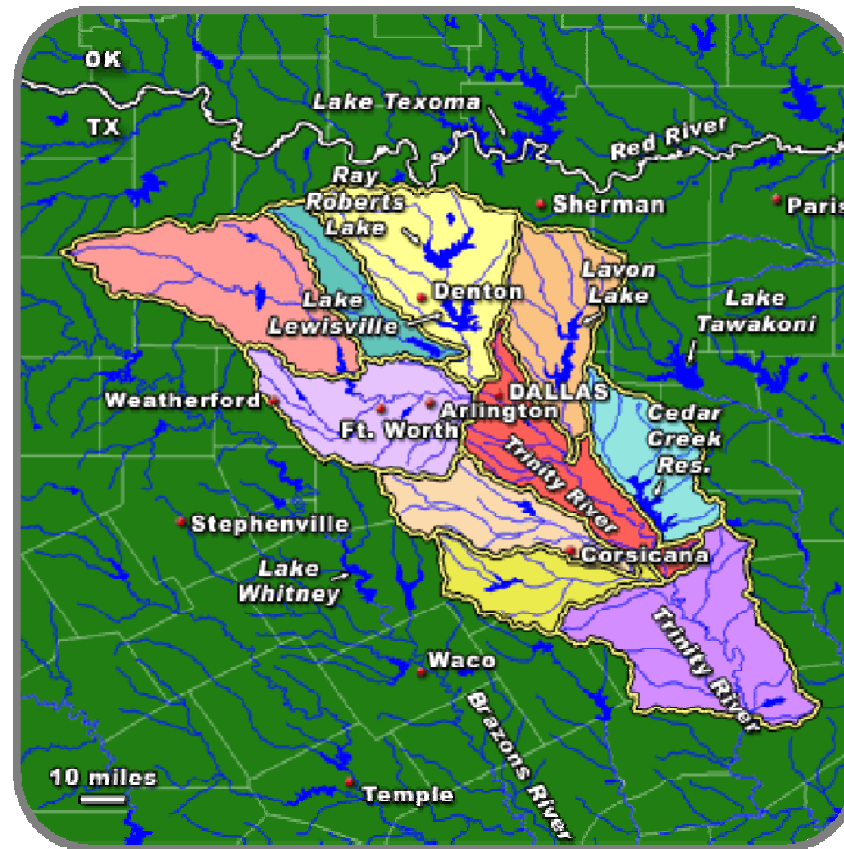 OK
TX
Lake Texoma
Red River
Ray
Roberts
Lake
Sherman
Paris
Lavon
Lake
Denton
Lake
Lewisville
Lake
Tawakoni
Weatherford
DALLAS
Arlington
Ft. Worth
Cedar
Creek
Res.
Trinity River
Stephenville
Corsicana
Lake
Whitney
Trinity River
Waco
Brazons River
10 miles
Temple